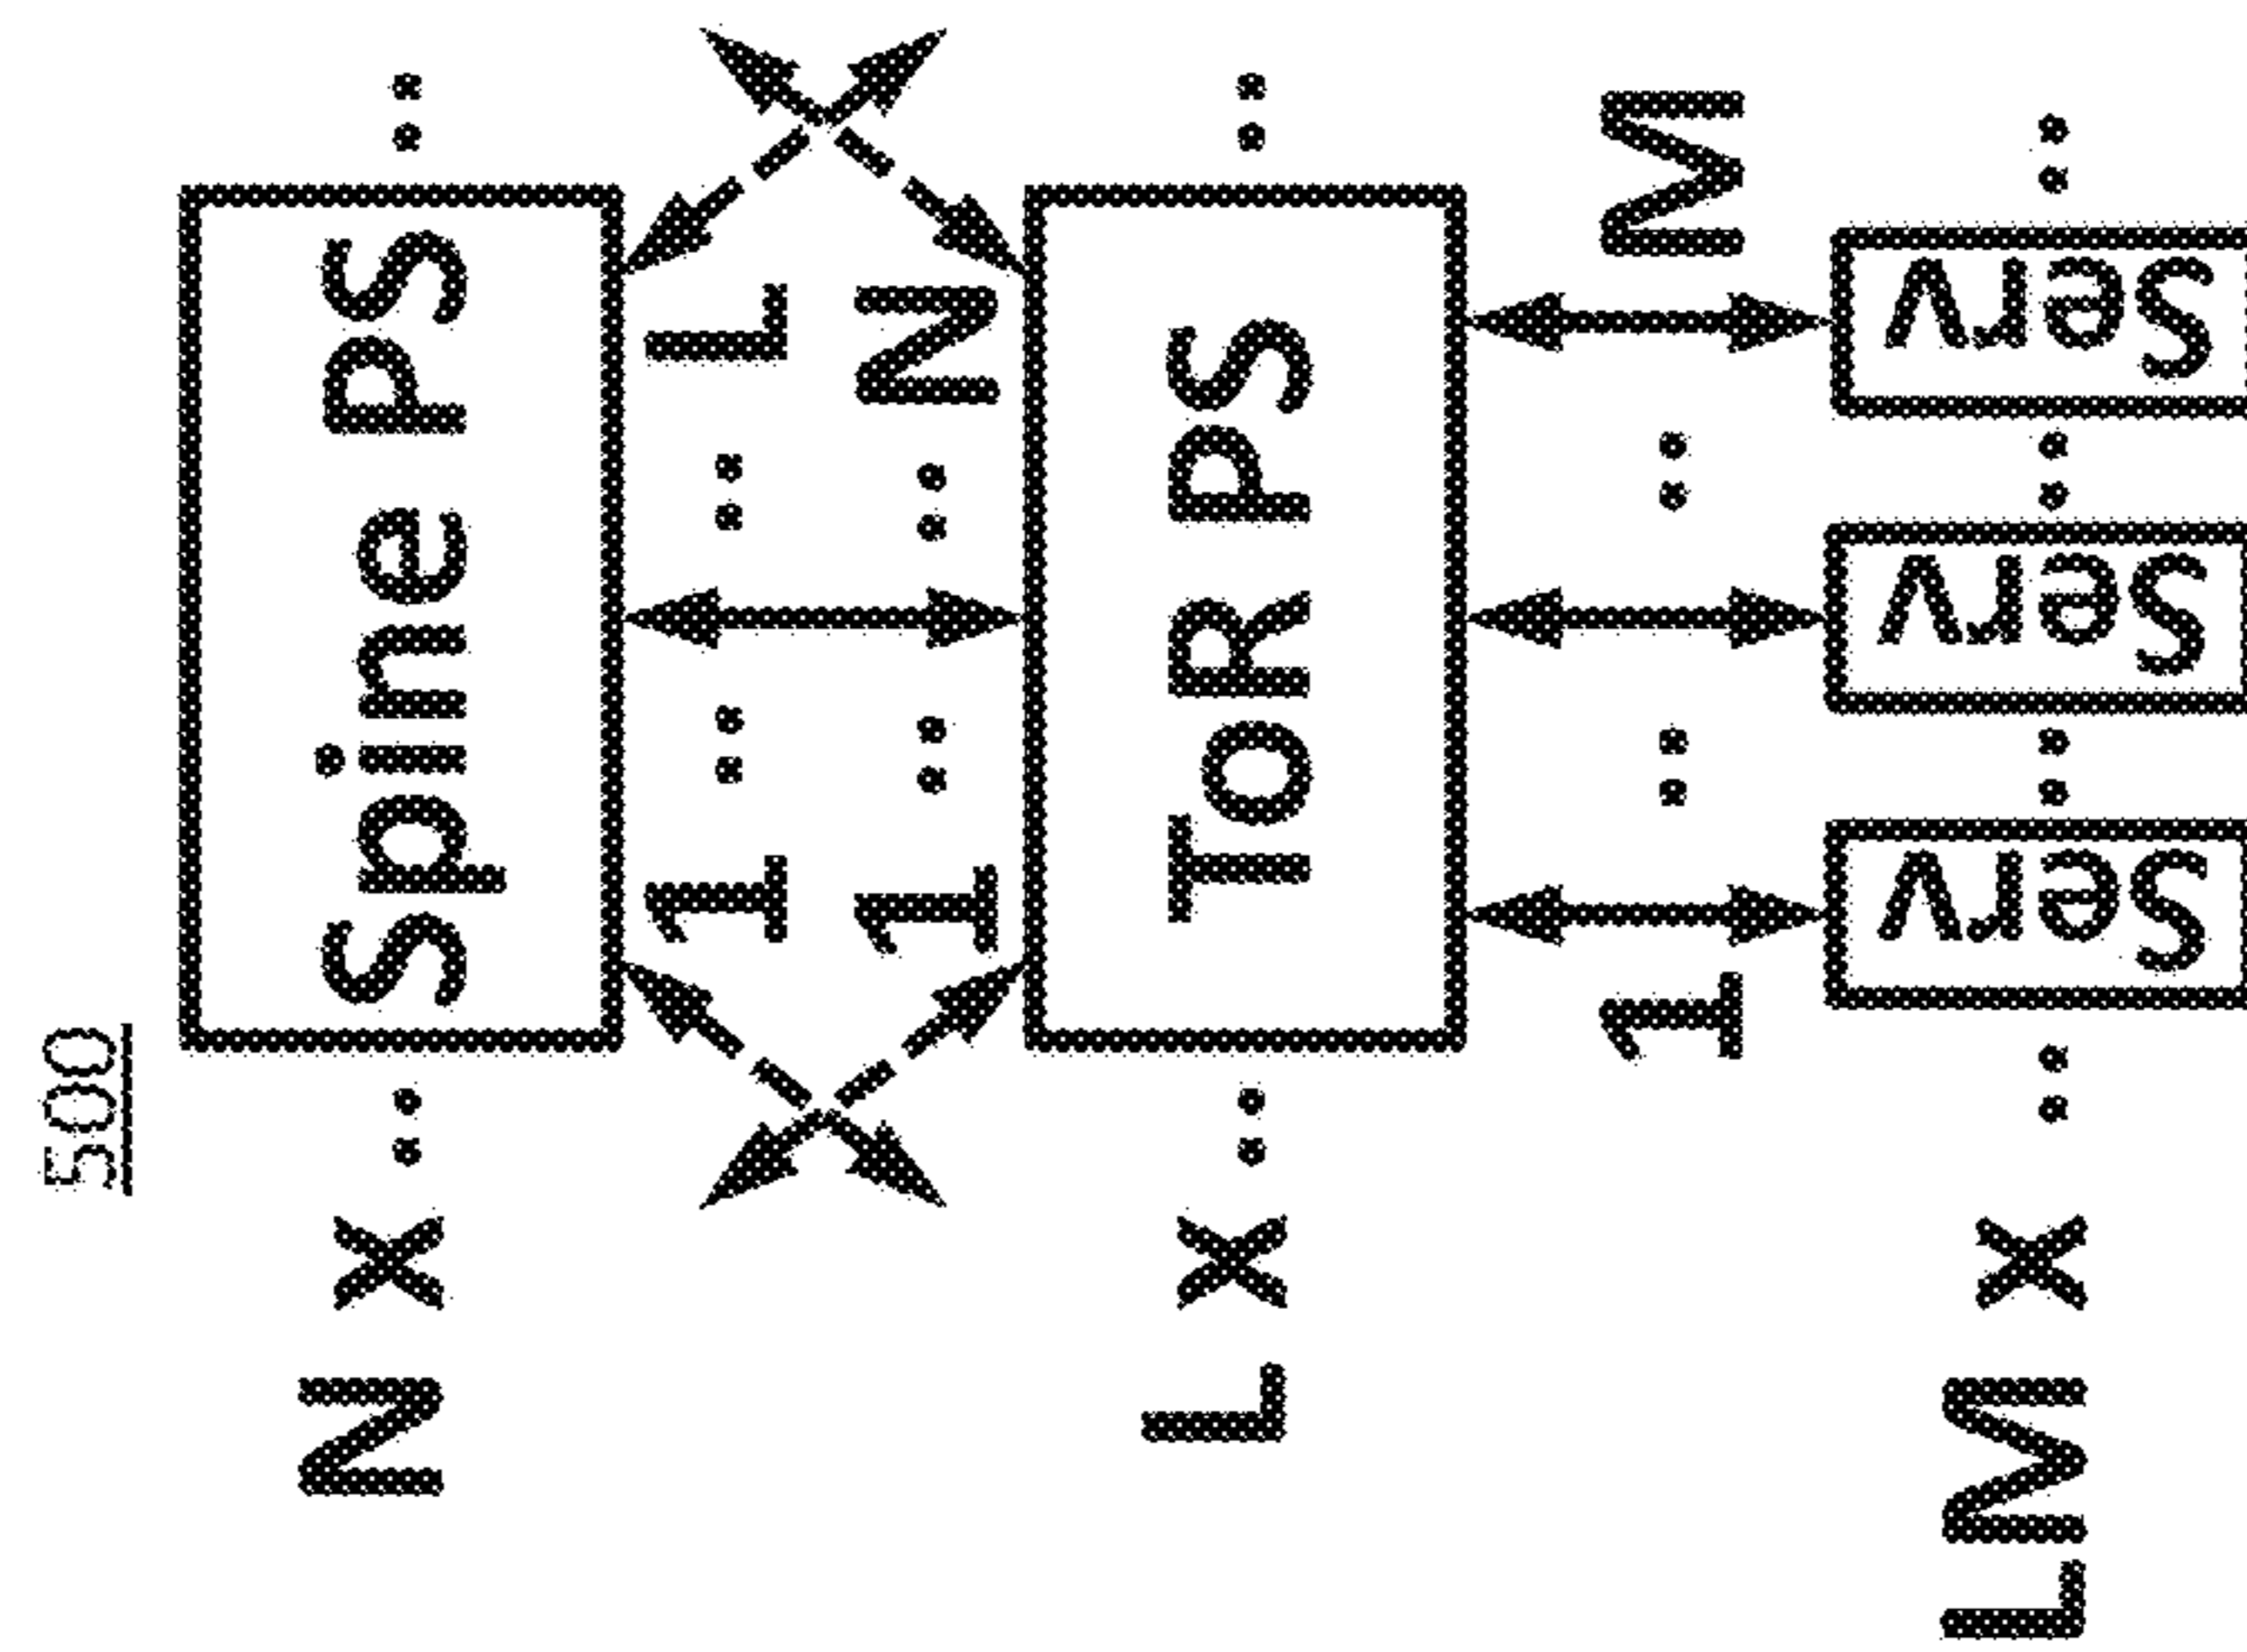 500
N x : Spine PS :
1 : : L
1 : : N
L x : ToR PS :
1 : : M
LM x : Serv : Serv : Serv :